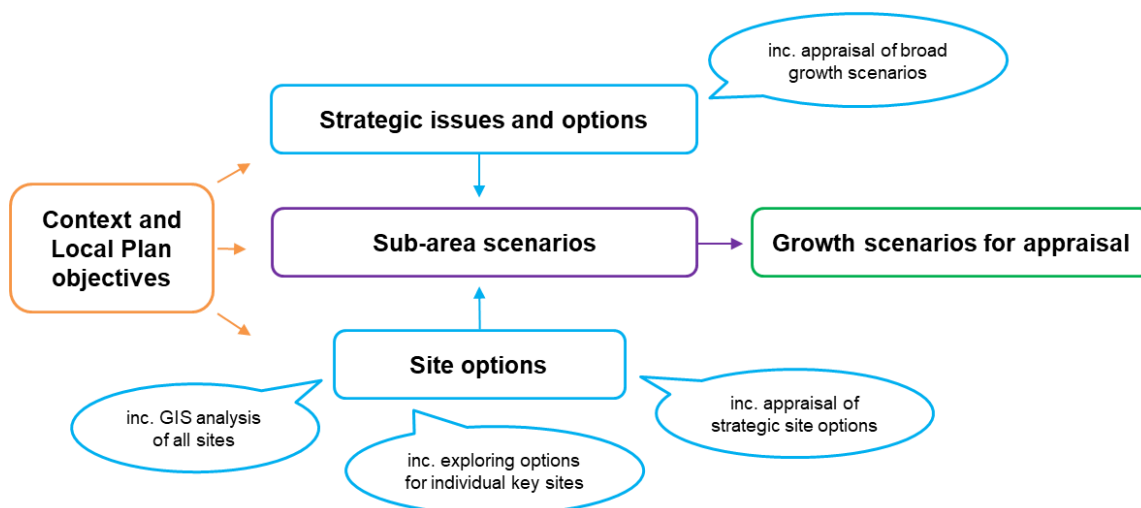 inc. appraisal of broad
growth scenarios
Strategic issues and options
Context and
Local Plan
objectives
Sub-area scenarios
Growth scenarios for appraisal
Site options
inc. GIS analysis
of all sites
inc. exploring options
for individual key sites
inc. appraisal of
strategic site options